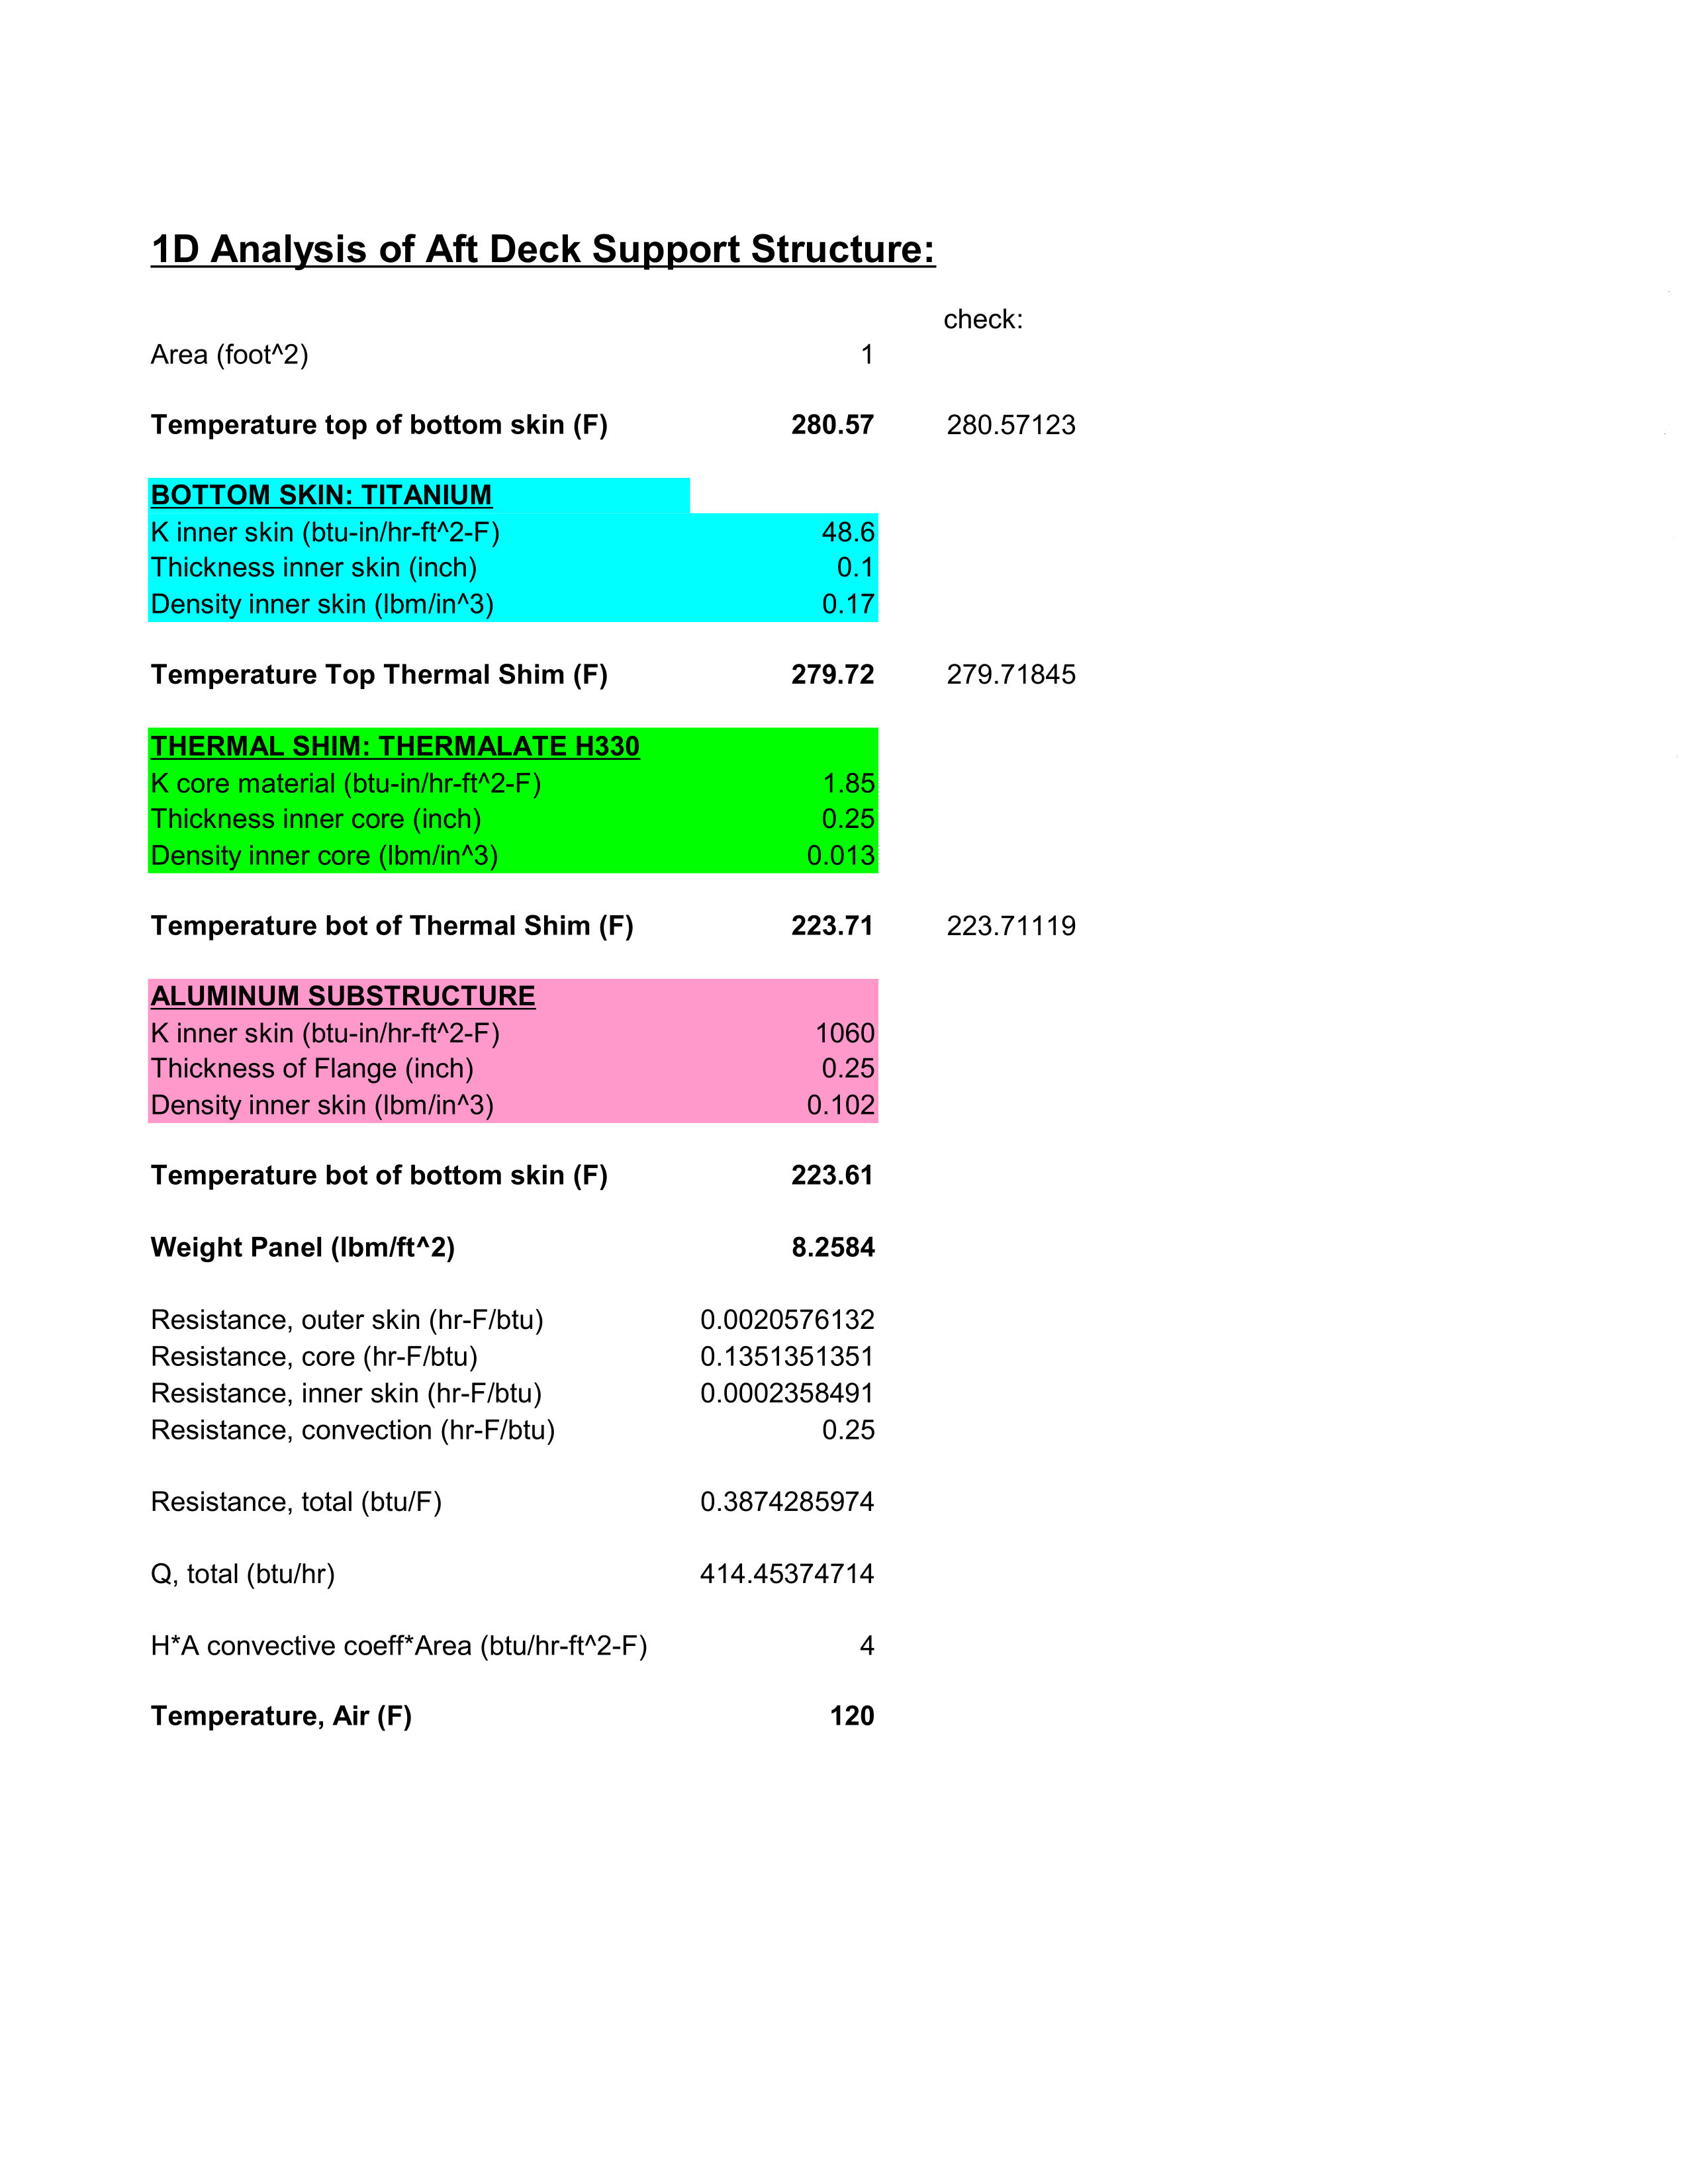 1D Analysis of Aft Deck Support Structure:
check:
Area (foot^2) 1
Temperature top of bottom skin (F) 280.57 280.57123
BOTTOM SKIN: TITANIUM
K inner skin (btu-in/hr-ft^2-F) 48.6
Thickness inner skin (inch) 0.1
Density inner skin (lbm/in^3) 0.17
Temperature Top Thermal Shim (F) 279.72 279.71845
THERMAL SHIM: THERMALATE H330
K core material (btu-in/hr-ft^2-F) 1.85
Thickness inner core (inch) 0.25
Density inner core (lbm/in^3) 0.013
Temperature bot of Thermal Shim (F) 223.71 223.71119
ALUMINUM SUBSTRUCTURE
K inner skin (btu-in/hr-ft^2-F) 1060
Thickness of Flange (inch) 0.25
Density inner skin (lbm/in^3) 0.102
Temperature bot of bottom skin (F) 223.61
Weight Panel (lbm/ft^2) 8.2584
Resistance, outer skin (hr-F/btu) 0.0020576132
Resistance, core (hr-F/btu) 0.1351351351
Resistance, inner skin (hr-F/btu) 0.0002358491
Resistance, convection (hr-F/btu) 0.25
Resistance, total (btu/F) 0.3874285974
Q, total (btu/hr) 414.45374714
H*A convective coeff*Area (btu/hr-ft^2-F) 4
Temperature, Air (F) 120